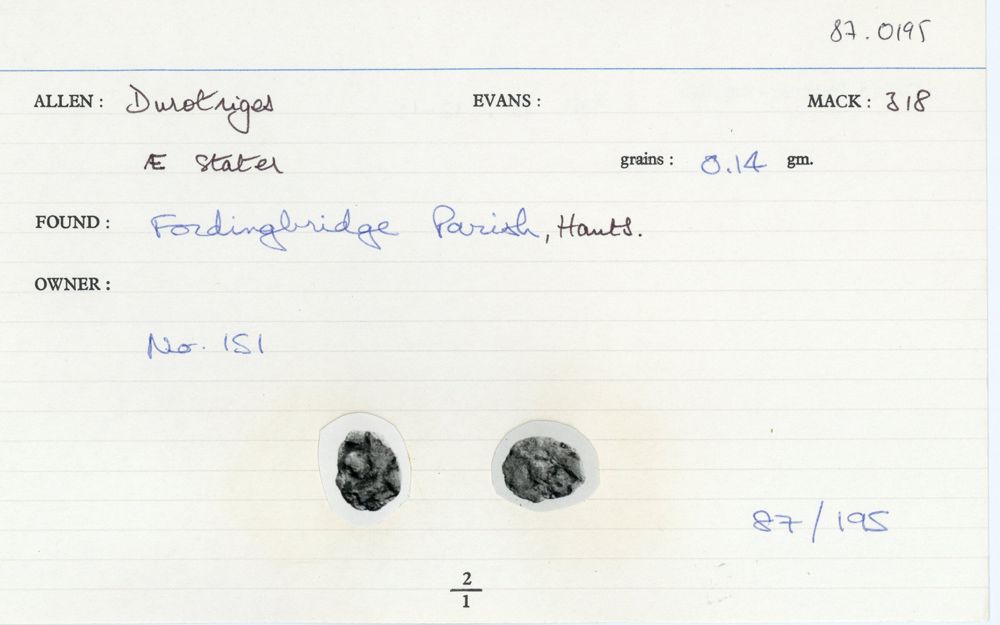 87.0195
ALLEN: Durotriges EVANS: MACK: 318
Æ Stater grains: 0.14 gm.
FOUND: Fordingbridge Parish, Hants.
OWNER:
No. 151
87/195
2
1